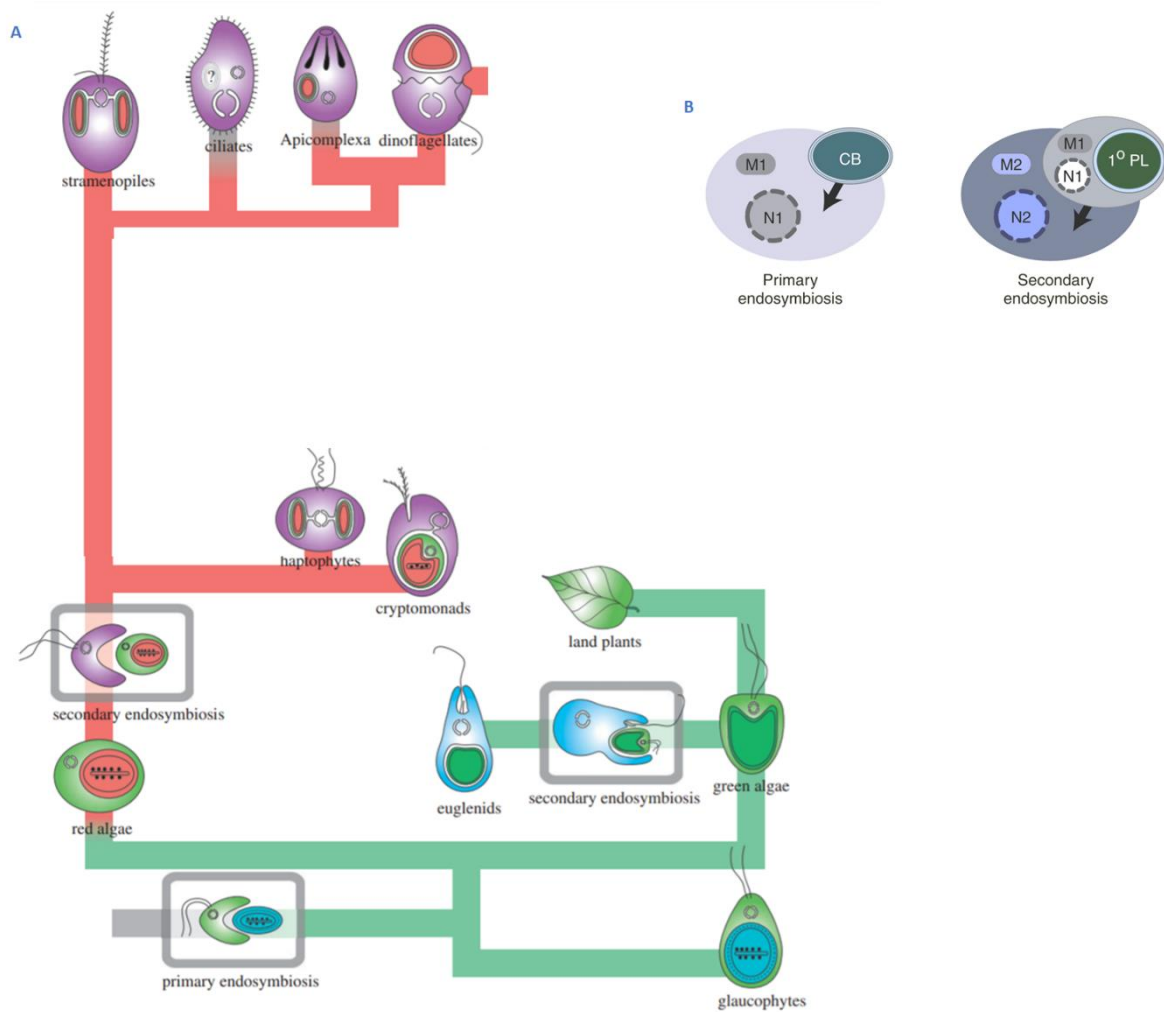 A
?
stramenopiles
ciliates
Apicomplexa
dinoflagellates
B
M1
CB
N1
Primary
endosymbiosis
M2
M1
1º PL
N1
N2
Secondary
endosymbiosis
haptophytes
cryptomonads
land plants
secondary endosymbiosis
red algae
euglenids
secondary endosymbiosis
green algae
primary endosymbiosis
glaucophytes